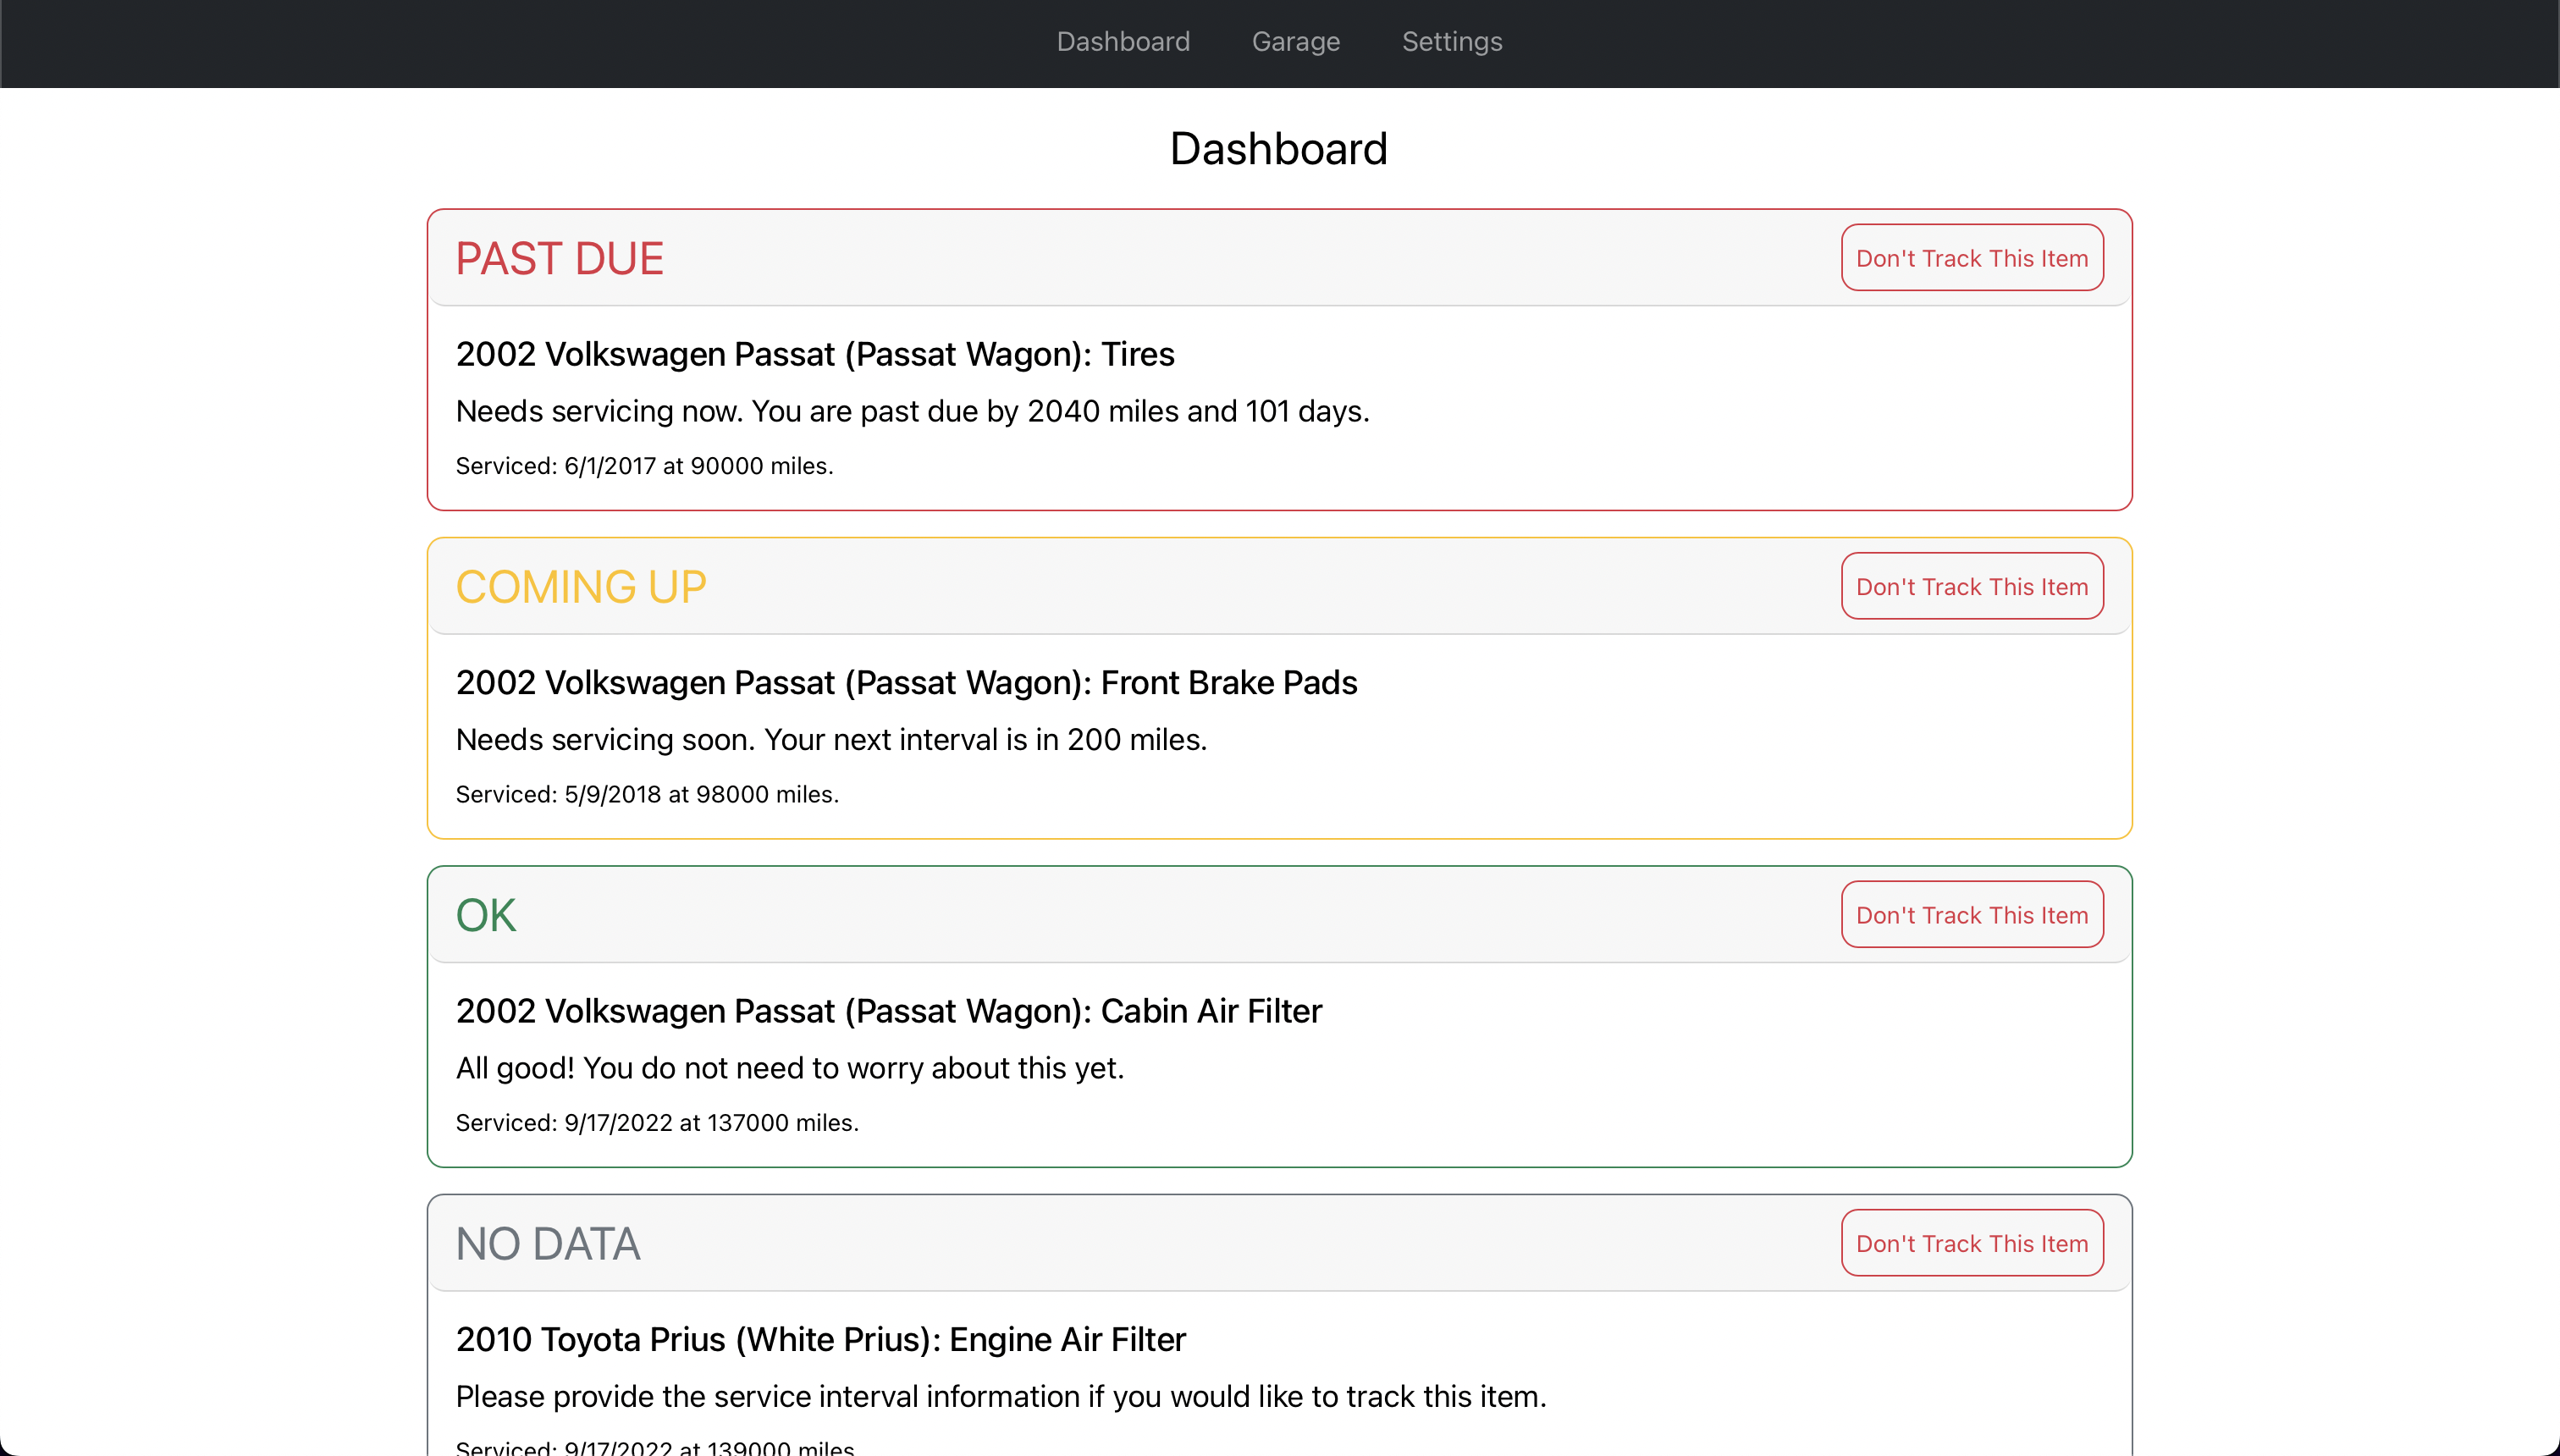 Dashboard Garage Settings
Dashboard
PAST DUE Don't Track This Item
2002 Volkswagen Passat (Passat Wagon): Tires
Needs servicing now. You are past due by 2040 miles and 101 days.
Serviced: 6/1/2017 at 90000 miles.
COMING UP Don't Track This Item
2002 Volkswagen Passat (Passat Wagon): Front Brake Pads
Needs servicing soon. Your next interval is in 200 miles.
Serviced: 5/9/2018 at 98000 miles.
OK Don't Track This Item
2002 Volkswagen Passat (Passat Wagon): Cabin Air Filter
All good! You do not need to worry about this yet.
Serviced: 9/17/2022 at 137000 miles.
NO DATA Don't Track This Item
2010 Toyota Prius (White Prius): Engine Air Filter
Please provide the service interval information if you would like to track this item.
Serviced: 9/17/2022 at 139000 miles.